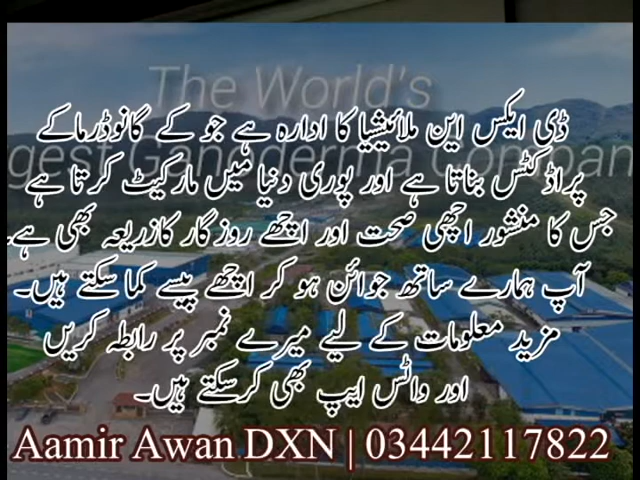 The World's
ڈی ایکس این ملائیشیا کا ادارہ ہے جو کے گانوڈرما کے
gest Ganoderma Compan
پراڈکٹس بناتا ہے اور پوری دنیا میں مارکیٹ کرتا ہے
جس کا منشور اچھی صحت اور اچھے روزگار کا زریعہ بھی ہے۔
آپ ہمارے ساتھ جوائن ہو کر اچھے پیسے کما سکتے ہیں۔
مزید معلومات کے لیے میرے نمبر پر رابطہ کریں
اور واٹس ایپ بھی کرسکتے ہیں۔
Aamir Awan DXN | 03442117822